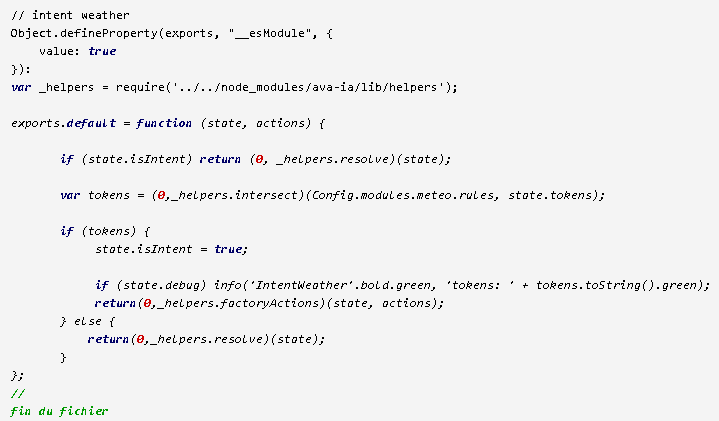 // intent weather
Object.defineProperty(exports, "__esModule", {
    value: true
}):
var _helpers = require('../../node_modules/ava-ia/lib/helpers');

exports.default = function (state, actions) {

       if (state.isIntent) return (0, _helpers.resolve)(state);

       var tokens = (0,_helpers.intersect)(Config.modules.meteo.rules, state.tokens);

       if (tokens) {
            state.isIntent = true;

            if (state.debug) info('IntentWeather'.bold.green, 'tokens: ' + tokens.toString().green);
            return(0,_helpers.factoryActions)(state, actions);
       } else {
           return(0,_helpers.resolve)(state);
       }
};
//
fin du fichier